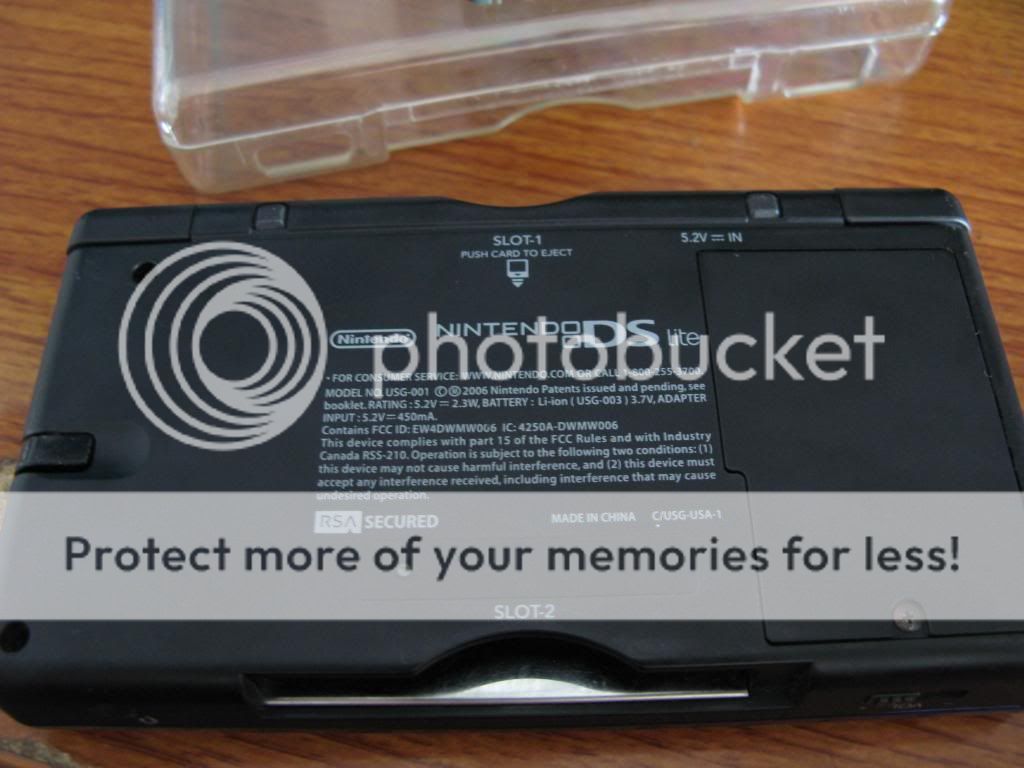 SLOT-1
PUSH CARD TO EJECT
5.2V⎓IN
Nintendo NINTENDO DS Lite
photobucket
• FOR CONSUMER SERVICE: WWW.NINTENDO.COM OR CALL 1-800-255-3700.
MODEL NO. USG-001 ©Ⓜ2006 Nintendo Patents issued and pending, see
booklet. RATING : 5.2V⎓2.3W, BATTERY : Li-ion ( USG-003 ) 3.7V, ADAPTER
INPUT : 5.2V⎓450mA.
Contains FCC ID: EW4DWMW006 IC: 4250A-DWMW006
This device complies with part 15 of the FCC Rules and with Industry
Canada RSS-210. Operation is subject to the following two conditions: (1)
this device may not cause harmful interference, and (2) this device must
accept any interference received, including interference that may cause
undesired operation.
RSA SECURED MADE IN CHINA C/USG-USA-1
Protect more of your memories for less!
SLOT-2